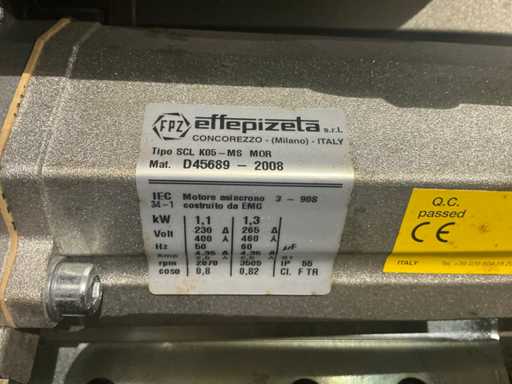 FPZ effepizeta s.r.l.
CONCOREZZO - (Milano) - ITALY
Tipo SCL K05-MS MOR
Mat. D45689 - 2008
IEC 34-1 Motore asincrono 3 - 90S
costruito da EMG
kW 1,1 1,3
Volt 230 Δ 265 Δ
400 460
Hz 50 60 µF
Amp 4,35 4,35
rpm 2870 3505 IP 55
cosφ 0,8 0,82 Cl. F TR
Q.C.
passed
CE
ITALY